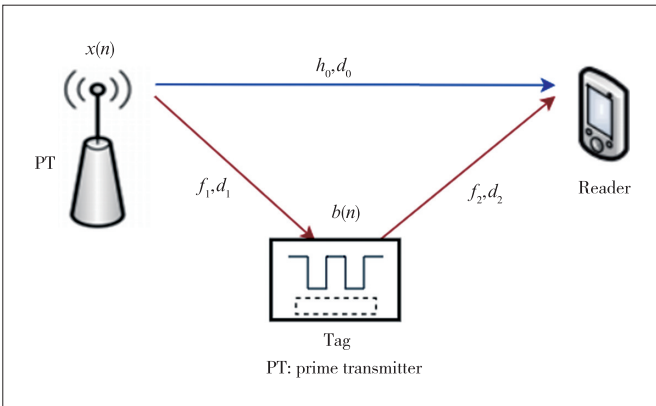 x(n)
h₀,d₀
PT
Reader
f₁,d₁
f₂,d₂
b(n)
Tag
PT: prime transmitter